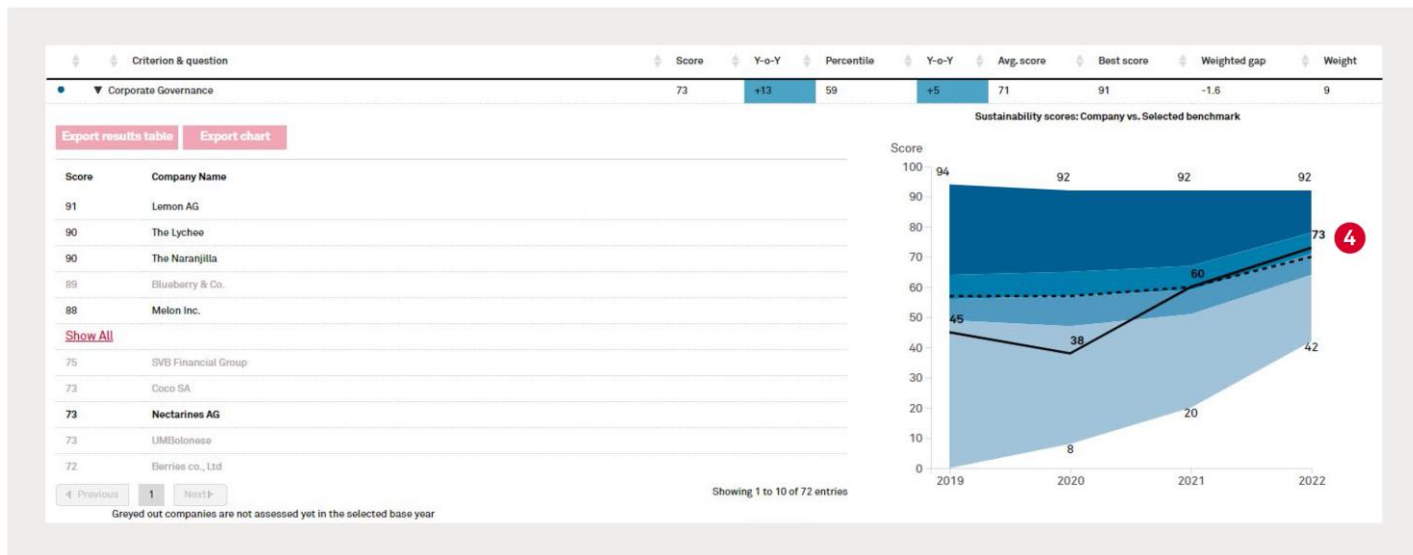 Criterion & question Score Y-o-Y Percentile Y-o-Y Avg. score Best score Weighted gap Weight
▼ Corporate Governance 73 +13 59 +5 71 91 -1.6 9
Export results table Export chart
Score Company Name
91 Lemon AG
90 The Lychee
90 The Naranjilla
89 Blueberry & Co.
88 Melon Inc.
Show All
75 SVB Financial Group
73 Coco SA
73 Nectarines AG
73 UMBolonese
72 Berries co., Ltd
◀ Previous 1 Next▶
Showing 1 to 10 of 72 entries
Greyed out companies are not assessed yet in the selected base year
Sustainability scores: Company vs. Selected benchmark
Score
100
90
80
70
60
50
40
30
20
10
0
94
92
92
92
73
4
60
45
38
42
20
8
2019 2020 2021 2022